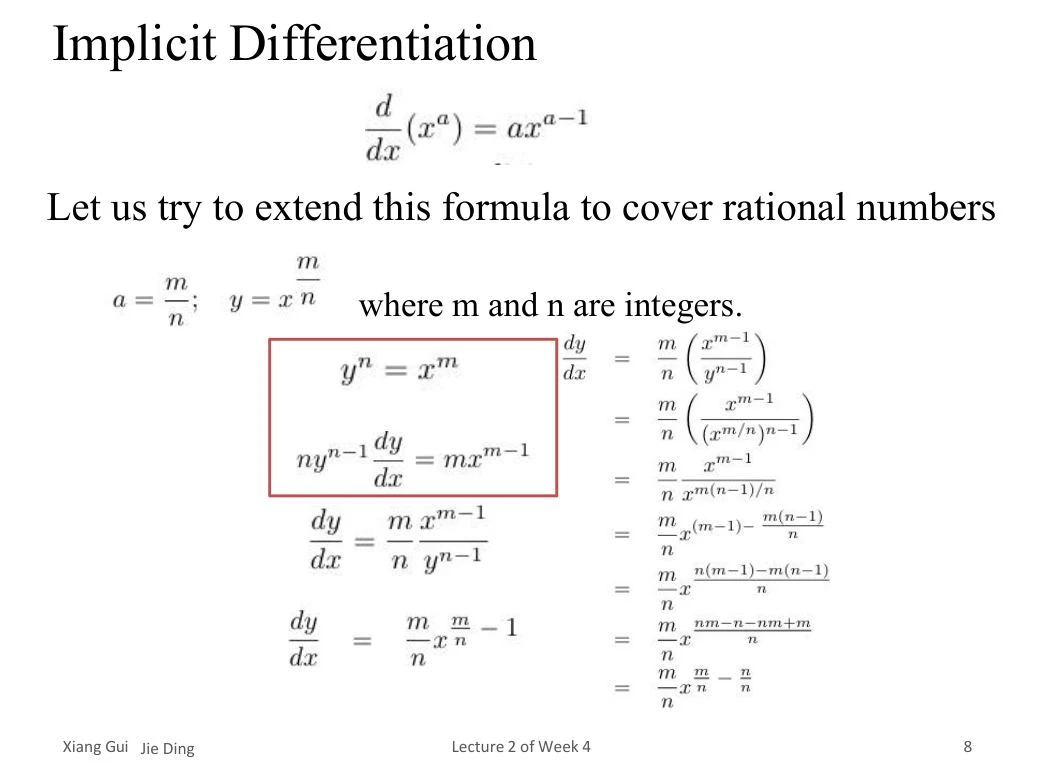 Implicit Differentiation
d/dx (x^a) = ax^{a−1}
Let us try to extend this formula to cover rational numbers
a = m/n; y = x^{m/n} where m and n are integers.
y^n = x^m
ny^{n−1} dy/dx = mx^{m−1}
dy/dx = m/n x^{m−1}/y^{n−1}
dy/dx = m/n x^{m/n − 1}
dy/dx = m/n (x^{m−1}/y^{n−1})
= m/n (x^{m−1}/(x^{m/n})^{n−1})
= m/n x^{m−1}/x^{m(n−1)/n}
= m/n x^{(m−1)− m(n−1)/n}
= m/n x^{n(m−1)−m(n−1)/n}
= m/n x^{nm−n−nm+m/n}
= m/n x^{m/n − n/n}
Xiang Gui Jie Ding Lecture 2 of Week 4 8